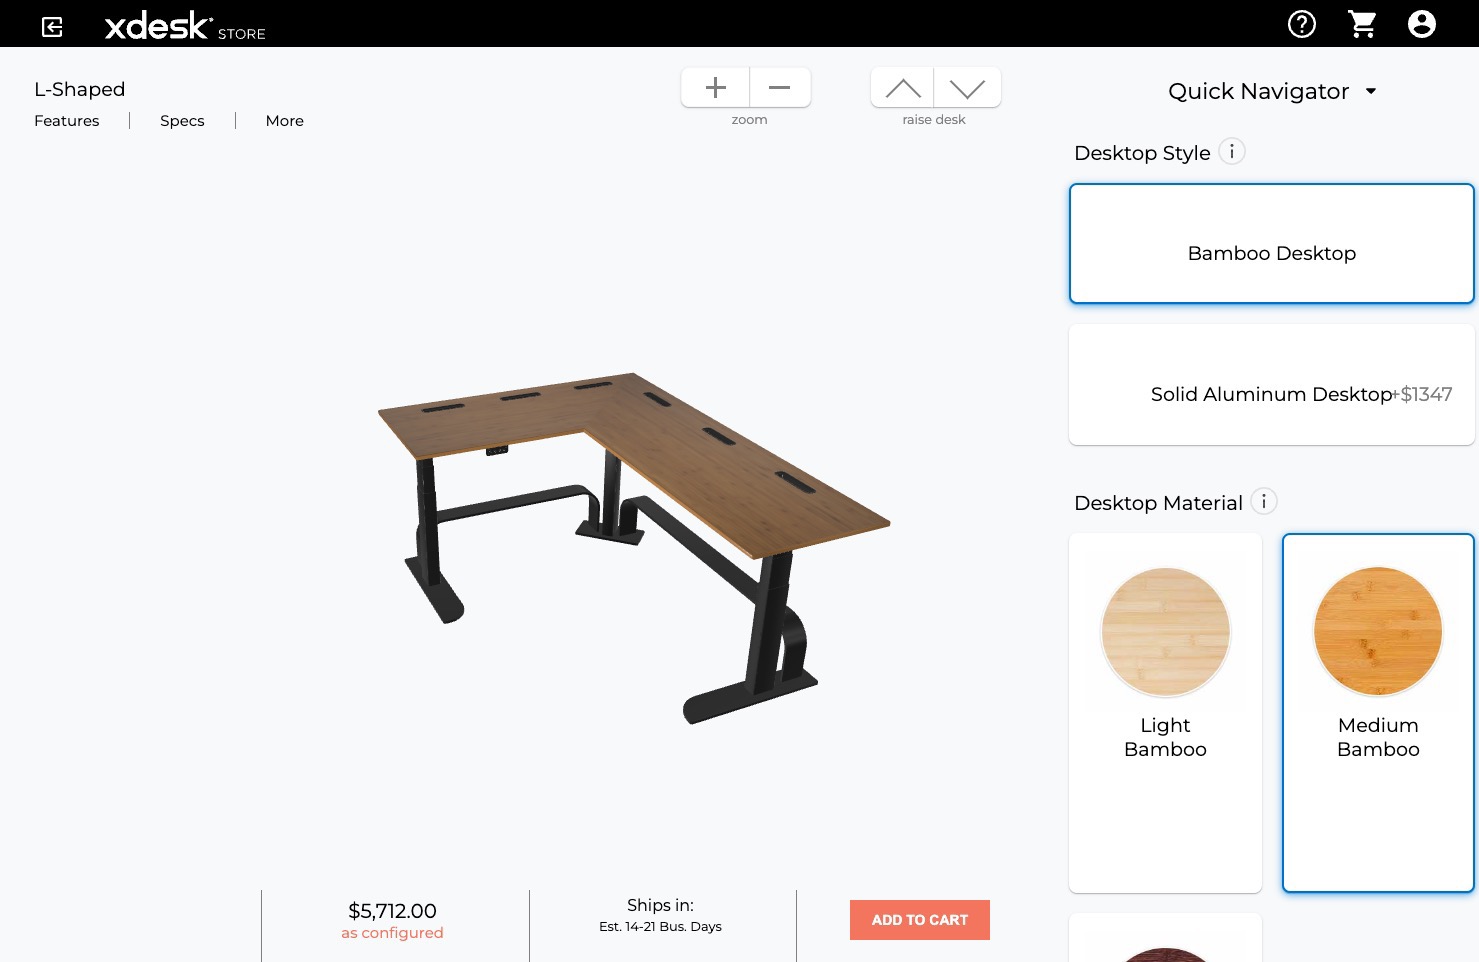 xdesk STORE
L-Shaped
Features
Specs
More
zoom
raise desk
Quick Navigator
Desktop Style
i
Bamboo Desktop
Solid Aluminum Desktop
+$1347
Desktop Material
i
Light
Bamboo
Medium
Bamboo
$5,712.00
as configured
Ships in:
Est. 14-21 Bus. Days
ADD TO CART